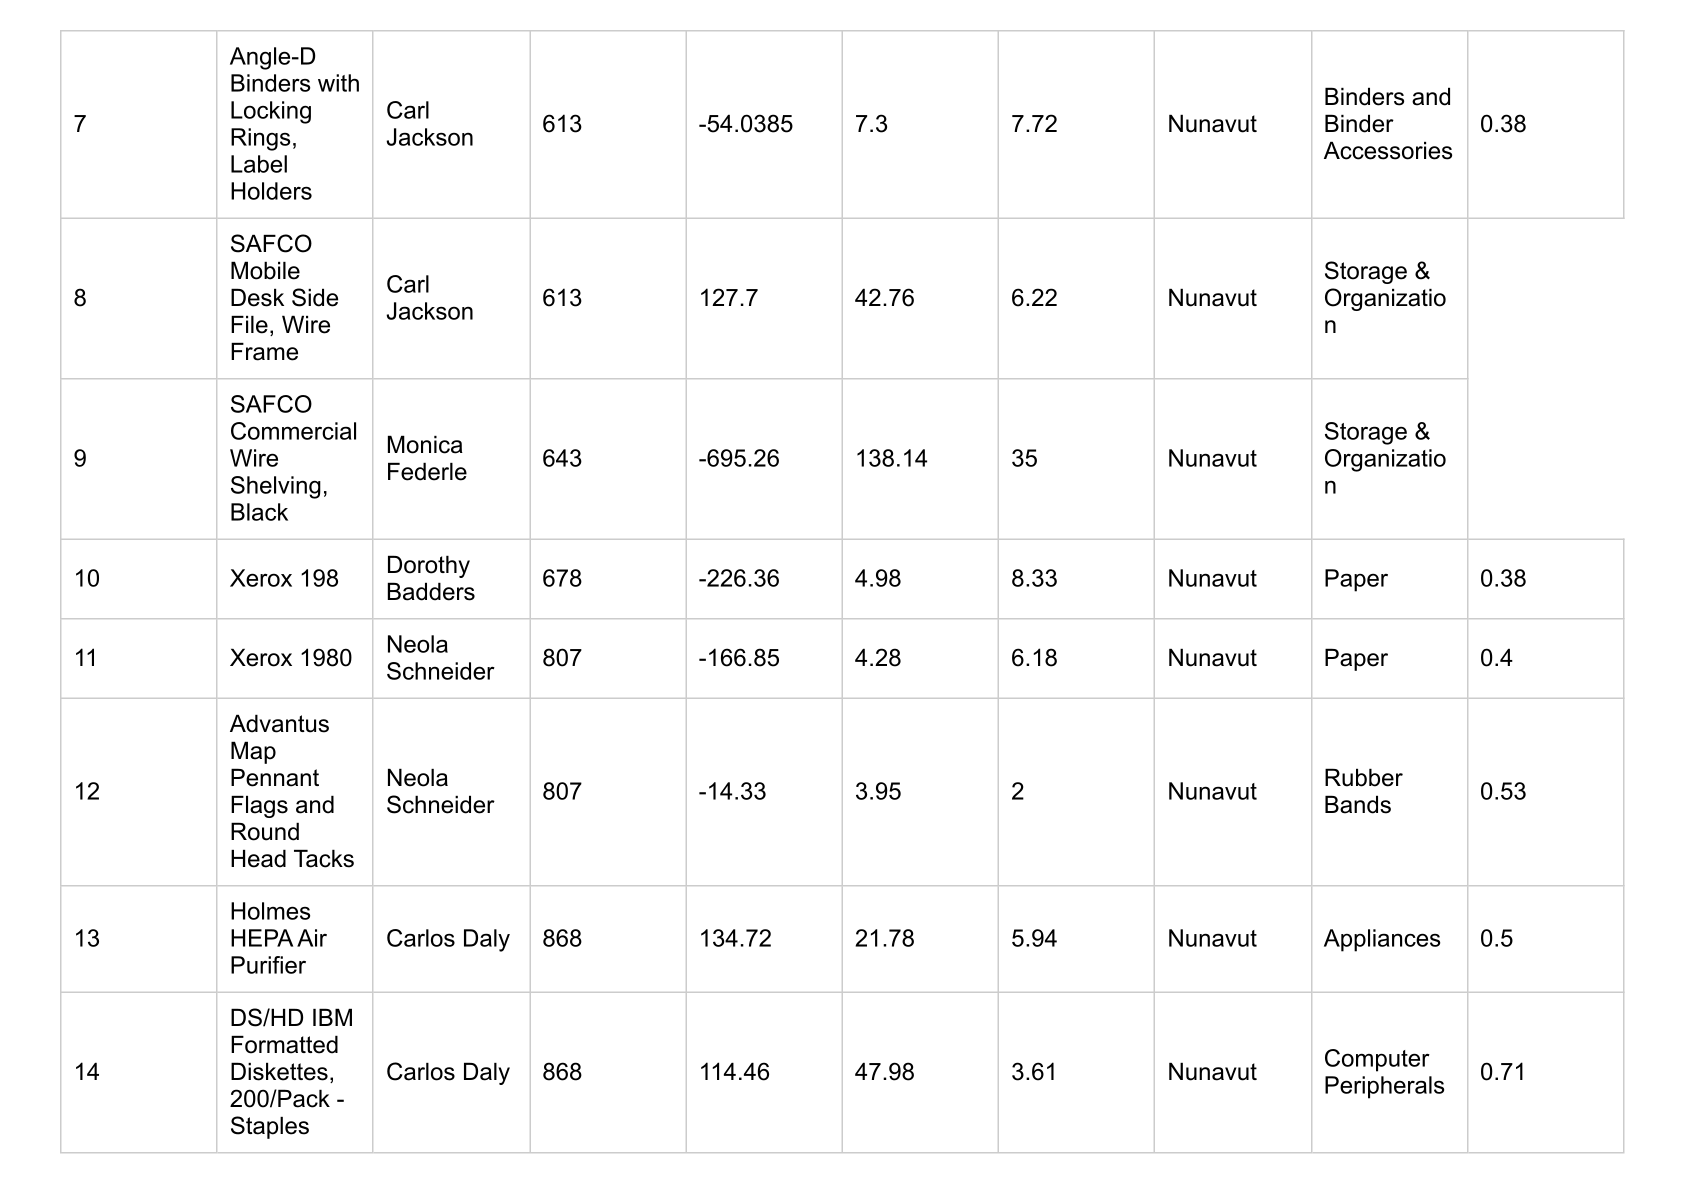 7
Angle-D
Binders with
Locking
Rings,
Label
Holders
Carl
Jackson
613
-54.0385
7.3
7.72
Nunavut
Binders and
Binder
Accessories
0.38
8
SAFCO
Mobile
Desk Side
File, Wire
Frame
Carl
Jackson
613
127.7
42.76
6.22
Nunavut
Storage &
Organizatio
n
9
SAFCO
Commercial
Wire
Shelving,
Black
Monica
Federle
643
-695.26
138.14
35
Nunavut
Storage &
Organizatio
n
10
Xerox 198
Dorothy
Badders
678
-226.36
4.98
8.33
Nunavut
Paper
0.38
11
Xerox 1980
Neola
Schneider
807
-166.85
4.28
6.18
Nunavut
Paper
0.4
12
Advantus
Map
Pennant
Flags and
Round
Head Tacks
Neola
Schneider
807
-14.33
3.95
2
Nunavut
Rubber
Bands
0.53
13
Holmes
HEPA Air
Purifier
Carlos Daly
868
134.72
21.78
5.94
Nunavut
Appliances
0.5
14
DS/HD IBM
Formatted
Diskettes,
200/Pack -
Staples
Carlos Daly
868
114.46
47.98
3.61
Nunavut
Computer
Peripherals
0.71